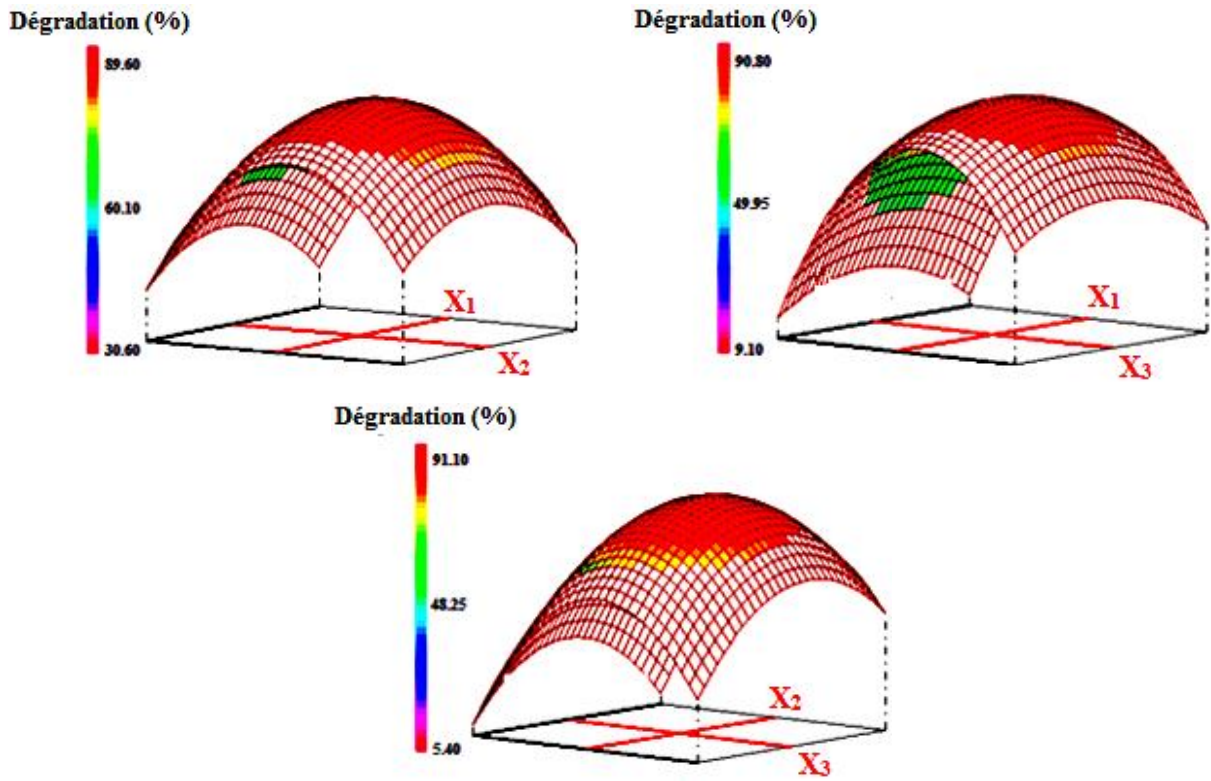 Dégradation (%)
89.60
60.10
30.60
X1
X2
Dégradation (%)
90.80
49.95
9.10
X1
X3
Dégradation (%)
91.10
48.25
5.40
X2
X3